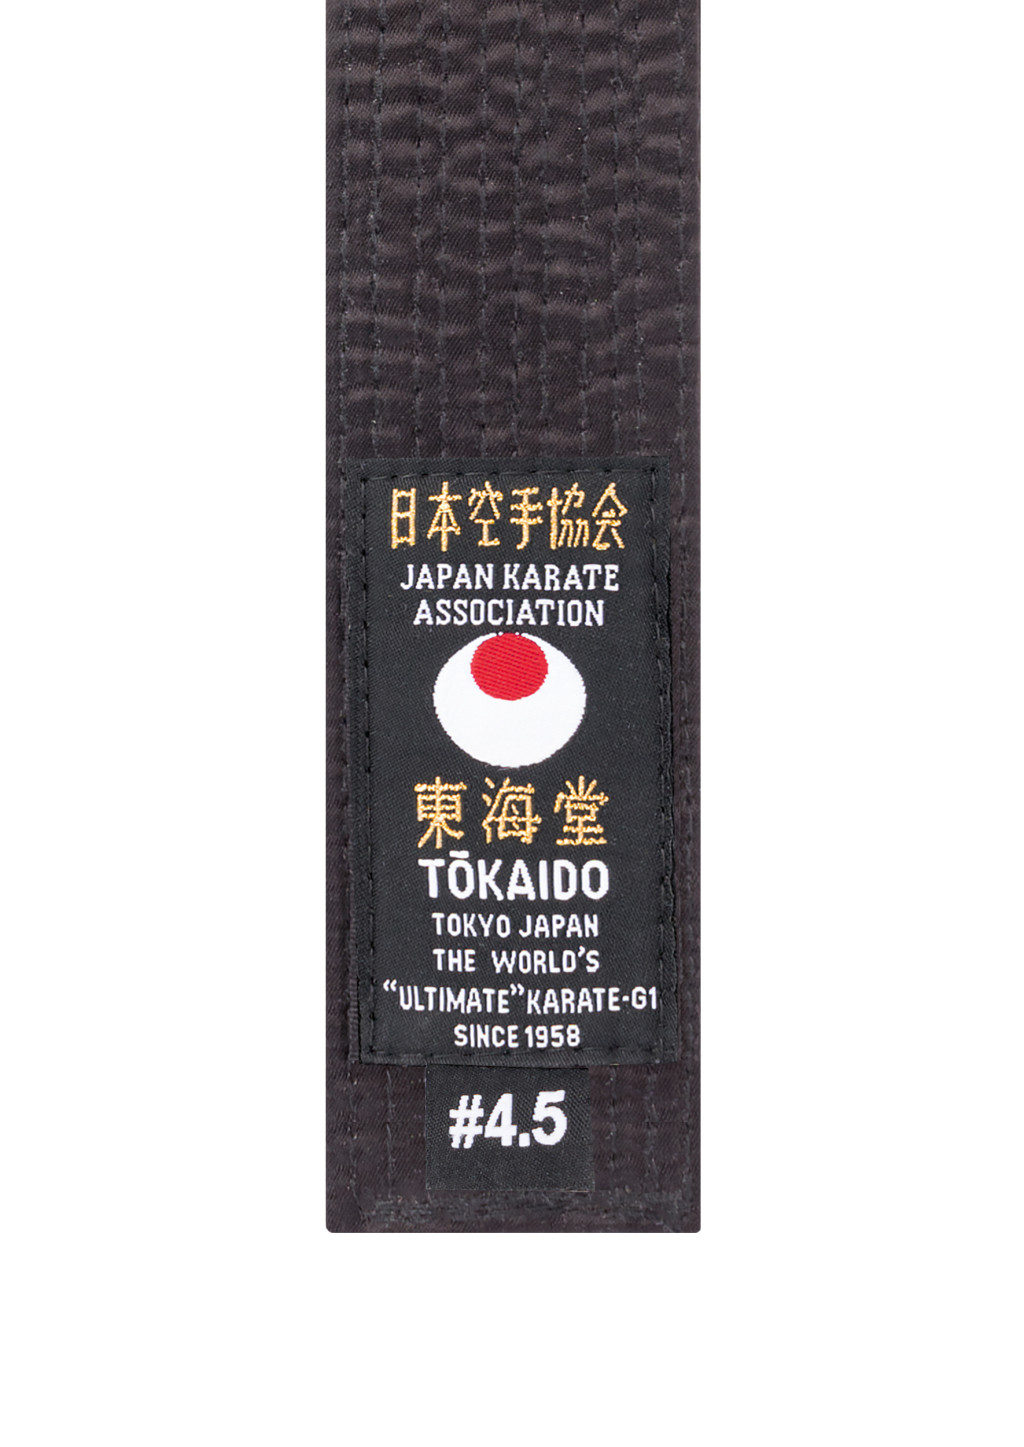 日本空手協会
JAPAN KARATE
ASSOCIATION
東海堂
TŌKAIDO
TOKYO JAPAN
THE WORLD'S
“ULTIMATE” KARATE-G1
SINCE 1958
#4.5